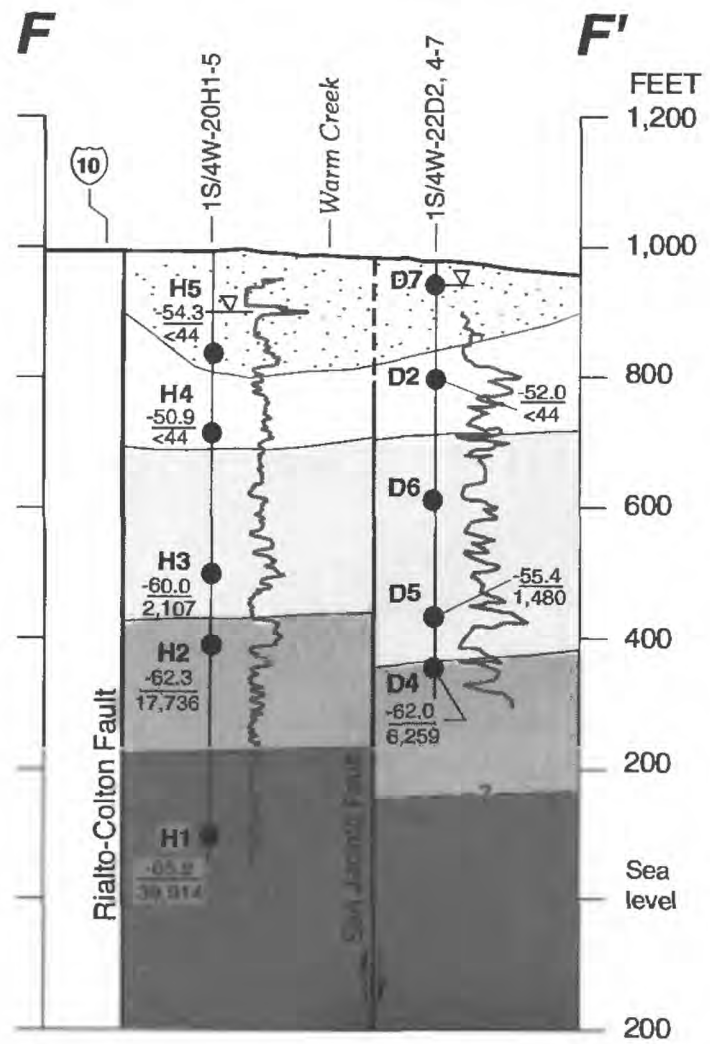 F
F'
FEET
1,200
1,000
800
600
400
200
Sea
level
200
10
1S/4W-20H1-5
Warm Creek
1S/4W-22D2, 4-7
H5
-54.3
<44
H4
-50.9
<44
H3
-60.0
2,107
H2
-62.3
17,736
H1
D7
D2
-52.0
<44
D6
D5
-55.4
1,480
D4
-62.0
6,259
?
Rialto-Colton Fault
San Jacinto Fault